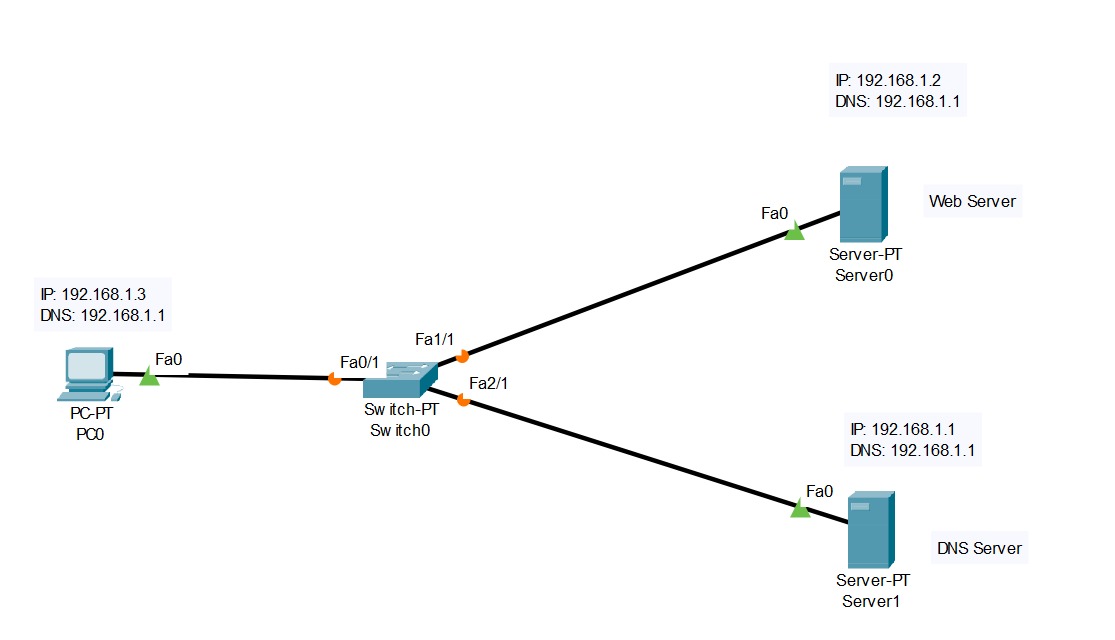 IP: 192.168.1.2
DNS: 192.168.1.1
Web Server
Fa0
Server-PT
Server0
IP: 192.168.1.3
DNS: 192.168.1.1
Fa0
PC-PT
PC0
Fa0/1
Fa1/1
Fa2/1
Switch-PT
Switch0
IP: 192.168.1.1
DNS: 192.168.1.1
Fa0
DNS Server
Server-PT
Server1